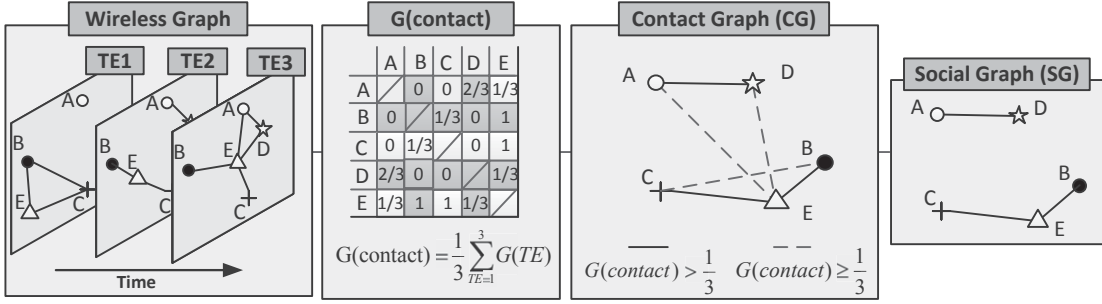 Wireless Graph
TE1
TE2
TE3
A
B
E
C
A
B
E
C
A
B
E
D
C
Time
G(contact)
A B C D E
A 0 0 2/3 1/3
B 0 1/3 0 1
C 0 1/3 0 1
D 2/3 0 0 1/3
E 1/3 1 1 1/3
G(contact) = 1/3 ∑ TE=1 3 G(TE)
Contact Graph (CG)
A
D
B
C
E
G(contact) > 1/3
G(contact) ≥ 1/3
Social Graph (SG)
A
D
B
C
E